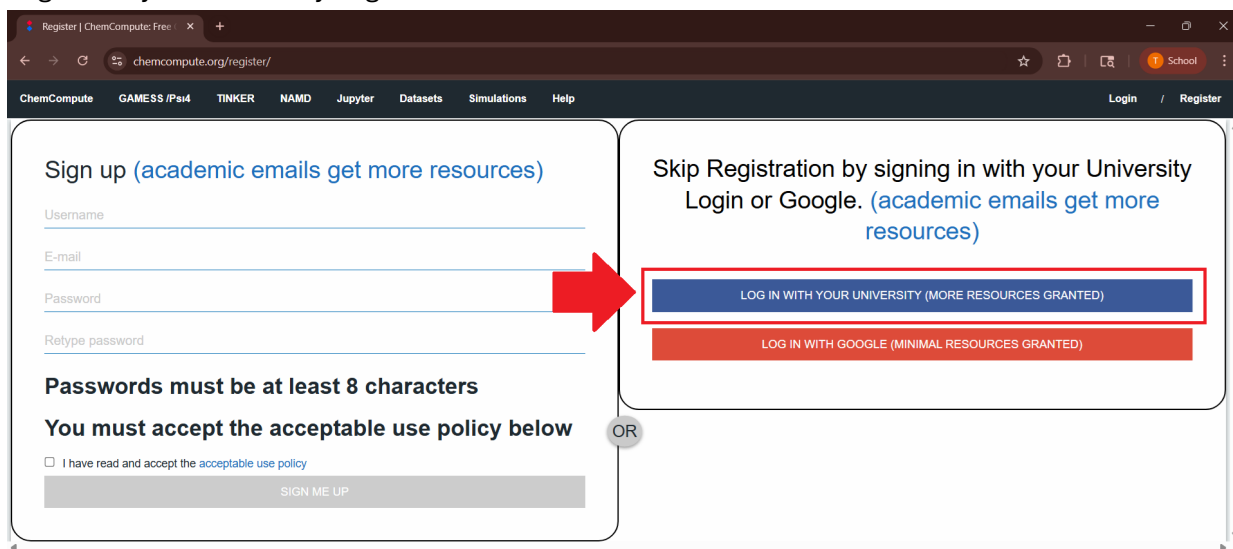 Register | ChemCompute: Free
chemcompute.org/register/
T School
ChemCompute GAMESS /Psi4 TINKER NAMD Jupyter Datasets Simulations Help Login / Register
Sign up (academic emails get more resources)
Username
E-mail
Password
Retype password
Passwords must be at least 8 characters
You must accept the acceptable use policy below
I have read and accept the acceptable use policy
SIGN ME UP
OR
Skip Registration by signing in with your University
Login or Google. (academic emails get more
resources)
LOG IN WITH YOUR UNIVERSITY (MORE RESOURCES GRANTED)
LOG IN WITH GOOGLE (MINIMAL RESOURCES GRANTED)